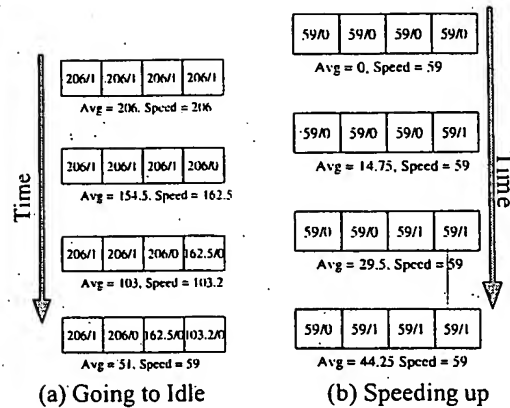 Time
206/1 206/1 206/1 206/1
Avg = 206, Speed = 206
206/1 206/1 206/1 206/0
Avg = 154.5, Speed = 162.5
206/1 206/1 206/0 162.5/0
Avg = 103, Speed = 103.2
206/1 206/0 162.5/0 103.2/0
Avg = 51, Speed = 59
(a) Going to Idle
59/0 59/0 59/0 59/0
Avg = 0, Speed = 59
59/0 59/0 59/0 59/1
Avg = 14.75, Speed = 59
59/0 59/0 59/1 59/1
Avg = 29.5, Speed = 59
59/0 59/1 59/1 59/1
Avg = 44.25 Speed = 59
Time
(b) Speeding up